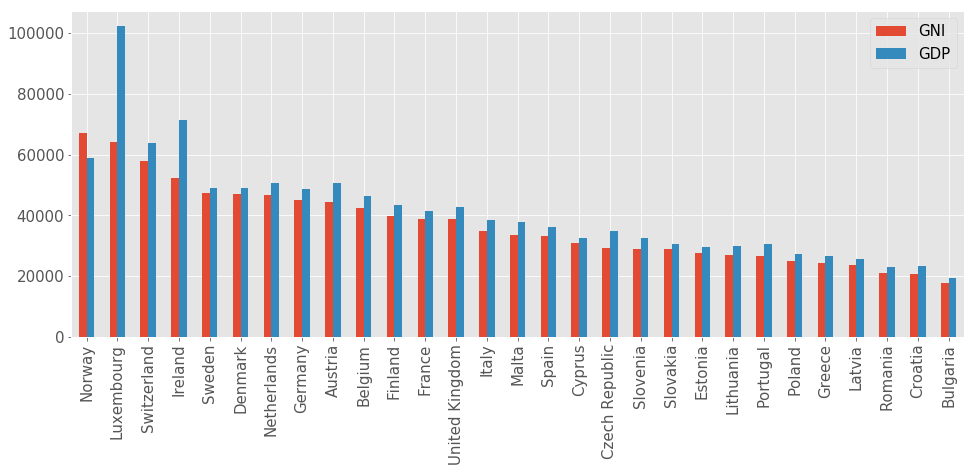 GNI
GDP
100000
80000
60000
40000
20000
0
Norway
Luxembourg
Switzerland
Ireland
Sweden
Denmark
Netherlands
Germany
Austria
Belgium
Finland
France
United Kingdom
Italy
Malta
Spain
Cyprus
Czech Republic
Slovenia
Slovakia
Estonia
Lithuania
Portugal
Poland
Greece
Latvia
Romania
Croatia
Bulgaria